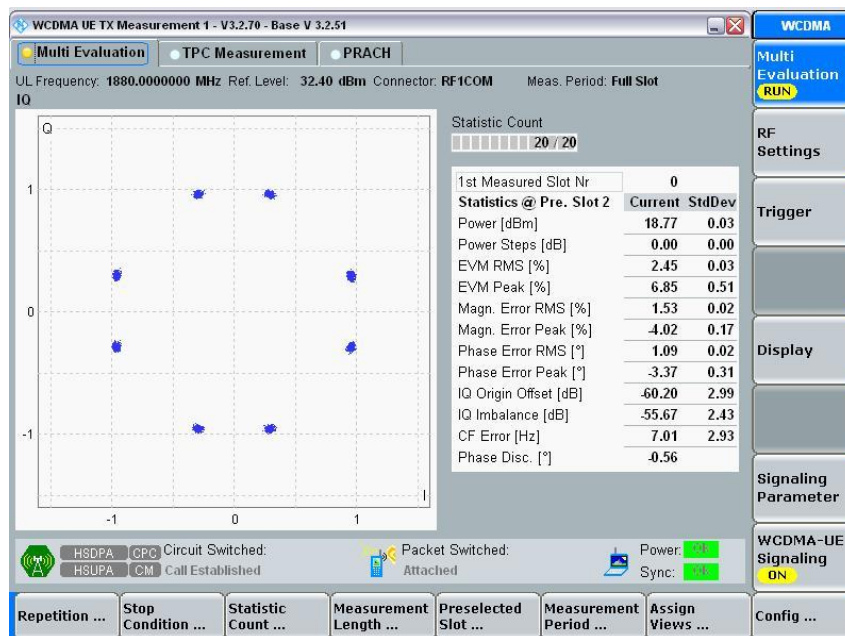 WCDMA UE TX Measurement 1 - V3.2.70 - Base V 3.2.51
WCDMA
Multi Evaluation
TPC Measurement
PRACH
Multi
Evaluation
RUN
UL Frequency: 1880.0000000 MHz Ref. Level: 32.40 dBm Connector: RF1COM Meas. Period: Full Slot
IQ
Q
Statistic Count
20 / 20
RF
Settings
1st Measured Slot Nr 0
Statistics @ Pre. Slot 2 Current StdDev
Power [dBm] 18.77 0.03
Power Steps [dB] 0.00 0.00
EVM RMS [%] 2.45 0.03
EVM Peak [%] 6.85 0.51
Magn. Error RMS [%] 1.53 0.02
Magn. Error Peak [%] -4.02 0.17
Phase Error RMS [°] 1.09 0.02
Phase Error Peak [°] -3.37 0.31
IQ Origin Offset [dB] -60.20 2.99
IQ Imbalance [dB] -55.67 2.43
CF Error [Hz] 7.01 2.93
Phase Disc. [°] -0.56
1
0
-1
I
-1 0 1
Trigger
Display
Signaling
Parameter
WCDMA-UE
Signaling
ON
HSDPA CPC Circuit Switched:
HSUPA CM Call Established
Packet Switched:
Attached
Power: OK
Sync: OK
Repetition ...
Stop
Condition ...
Statistic
Count ...
Measurement
Length ...
Preselected
Slot ...
Measurement
Period ...
Assign
Views ...
Config ...